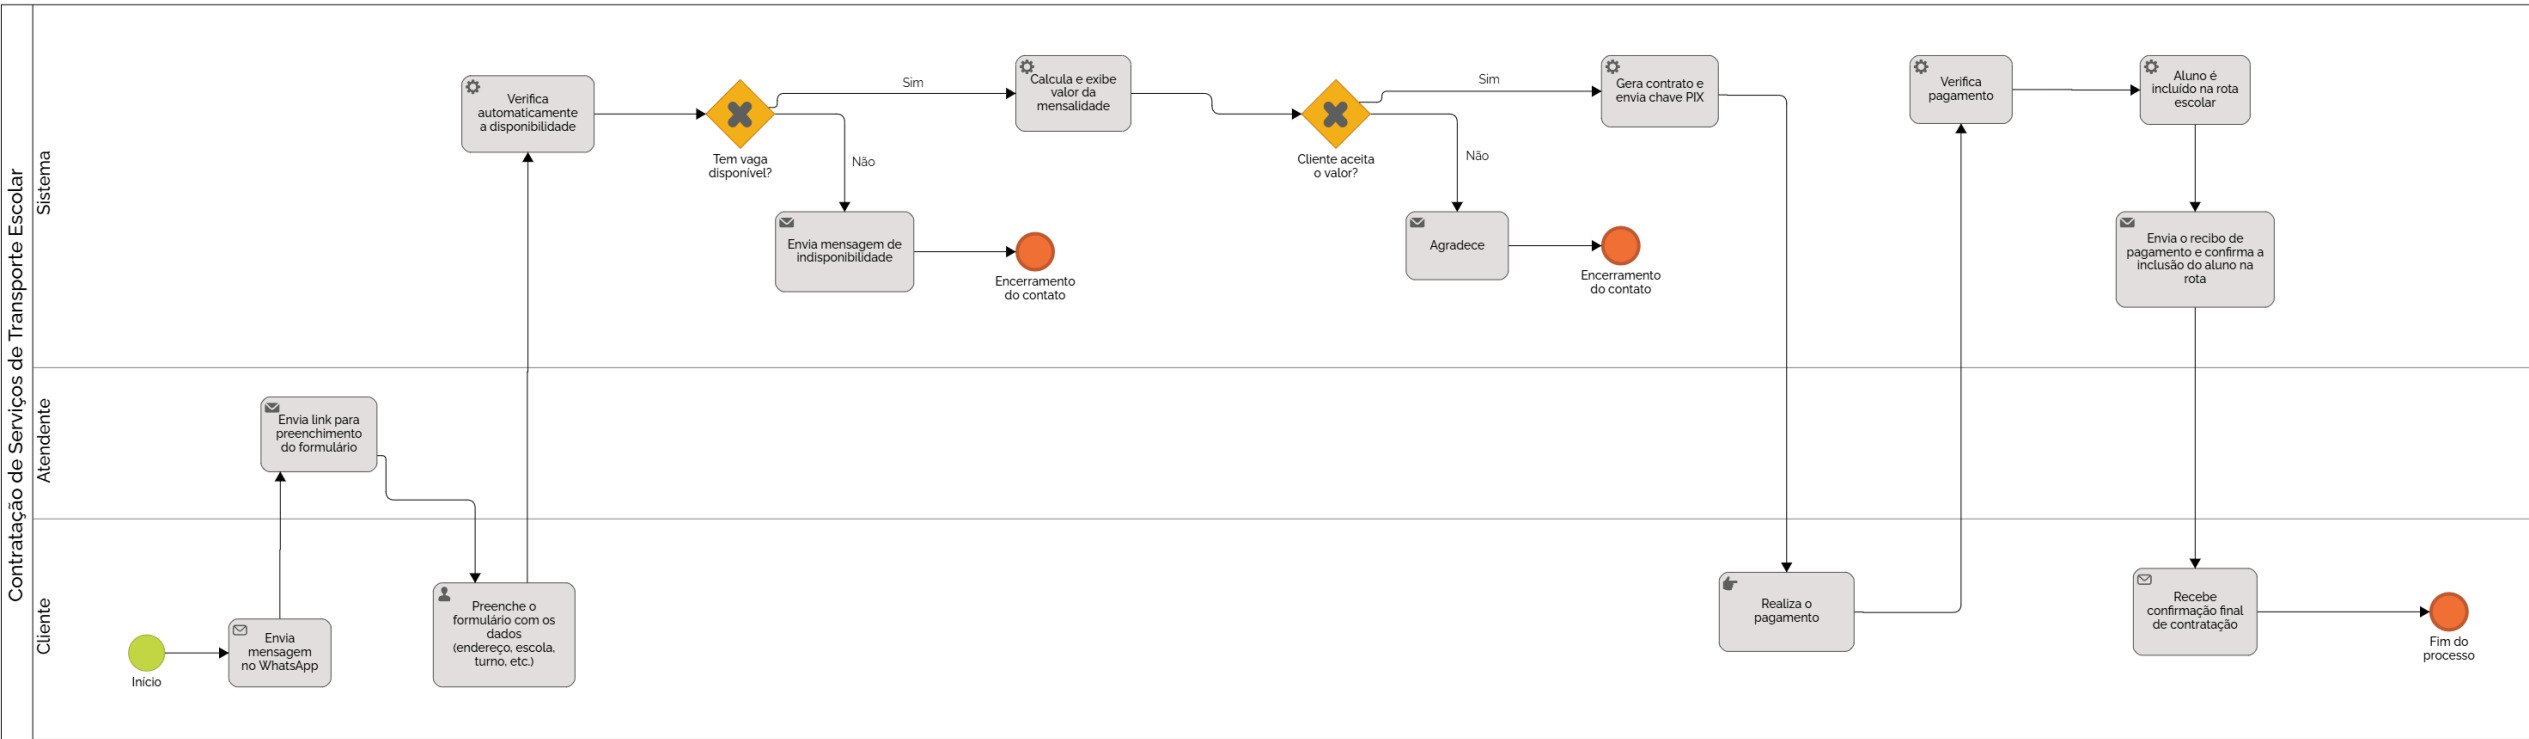 Contratação de Serviços de Transporte Escolar
Sistema
Verifica
automaticamente
a disponibilidade
Tem vaga
disponível?
Sim
Não
Calcula e exibe
valor da
mensalidade
Envia mensagem de
indisponibilidade
Encerramento
do contato
Cliente aceita
o valor?
Sim
Não
Gera contrato e
envia chave PIX
Agradece
Encerramento
do contato
Verifica
pagamento
Aluno é
incluído na rota
escolar
Envia o recibo de
pagamento e confirma a
inclusão do aluno na
rota
Atendente
Envia link para
preenchimento
do formulário
Cliente
Início
Envia
mensagem
no WhatsApp
Preenche o
formulário com os
dados
(endereço, escola,
turno, etc.)
Realiza o
pagamento
Recebe
confirmação final
de contratação
Fim do
processo